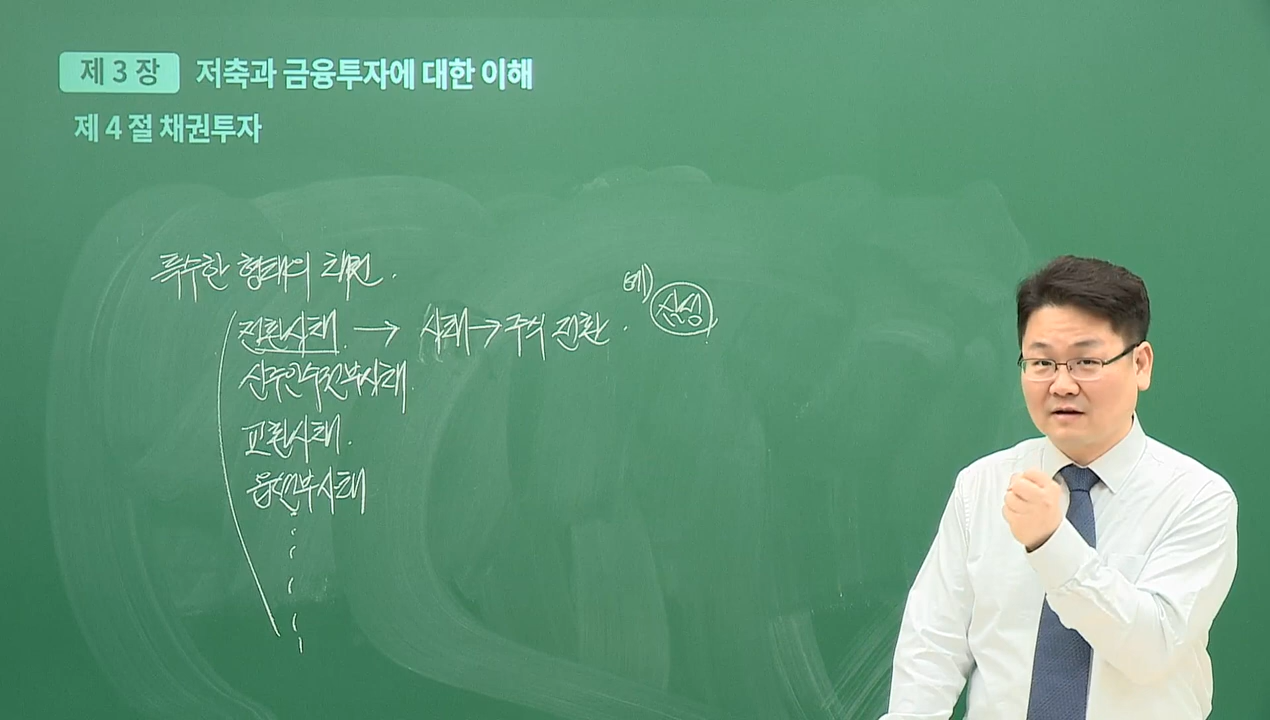 제 3 장 저축과 금융투자에 대한 이해
제 4 절 채권투자
특수한 형태의 채권.
예) 삼성
전환사채. → 사채→주식 전환.
신주인수권부사채.
교환사채.
옵션부사채